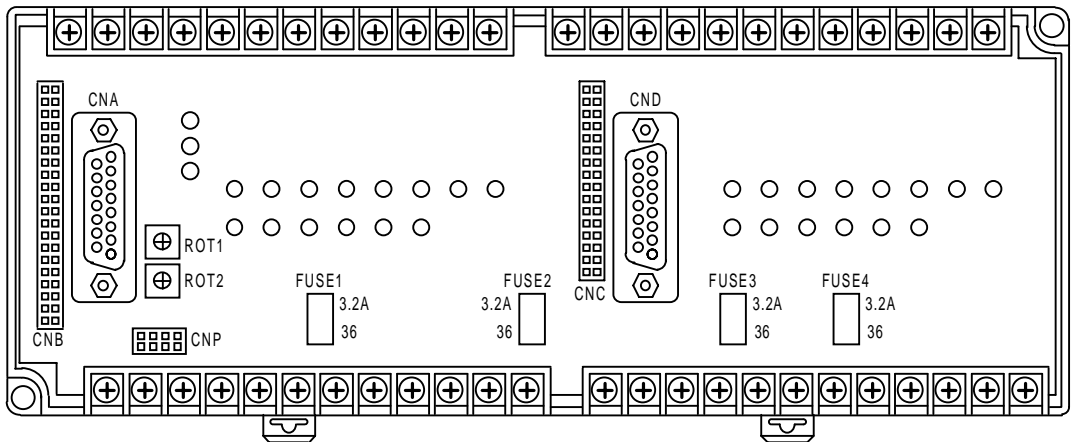 CNA
CND
ROT1
ROT2
FUSE1
3.2A
36
FUSE2
3.2A
36
CNC
FUSE3
3.2A
36
FUSE4
3.2A
36
CNB
CNP